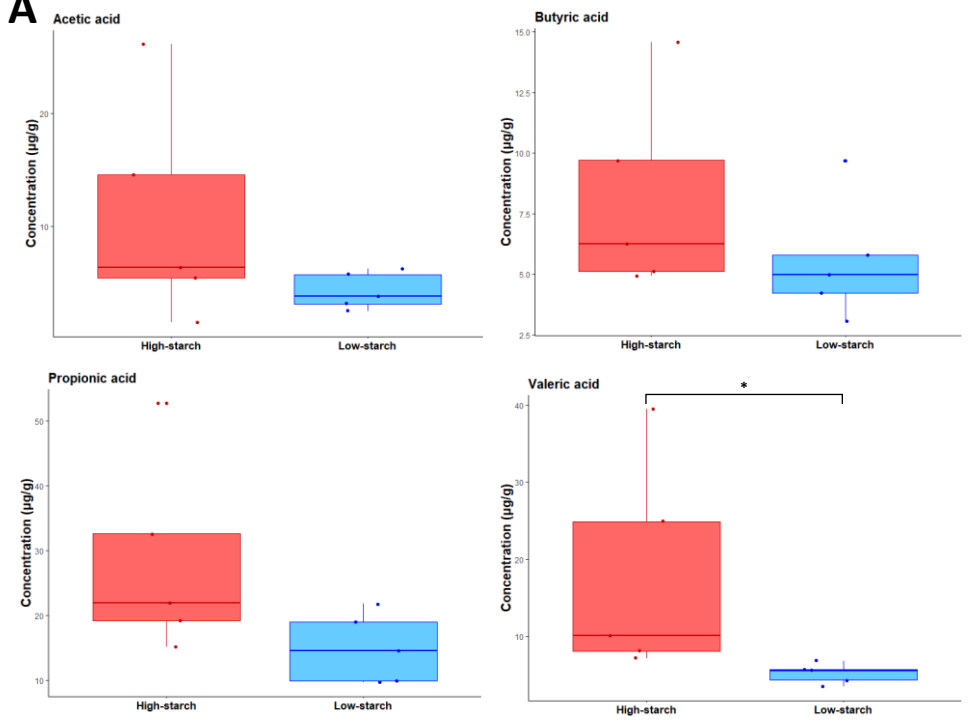 A
Acetic acid
Concentration (µg/g)
20
10
High-starch
Low-starch
Butyric acid
Concentration (µg/g)
15.0
12.5
10.0
7.5
5.0
2.5
High-starch
Low-starch
Propionic acid
Concentration (µg/g)
50
40
30
20
10
High-starch
Low-starch
Valeric acid
*
Concentration (µg/g)
40
30
20
10
High-starch
Low-starch